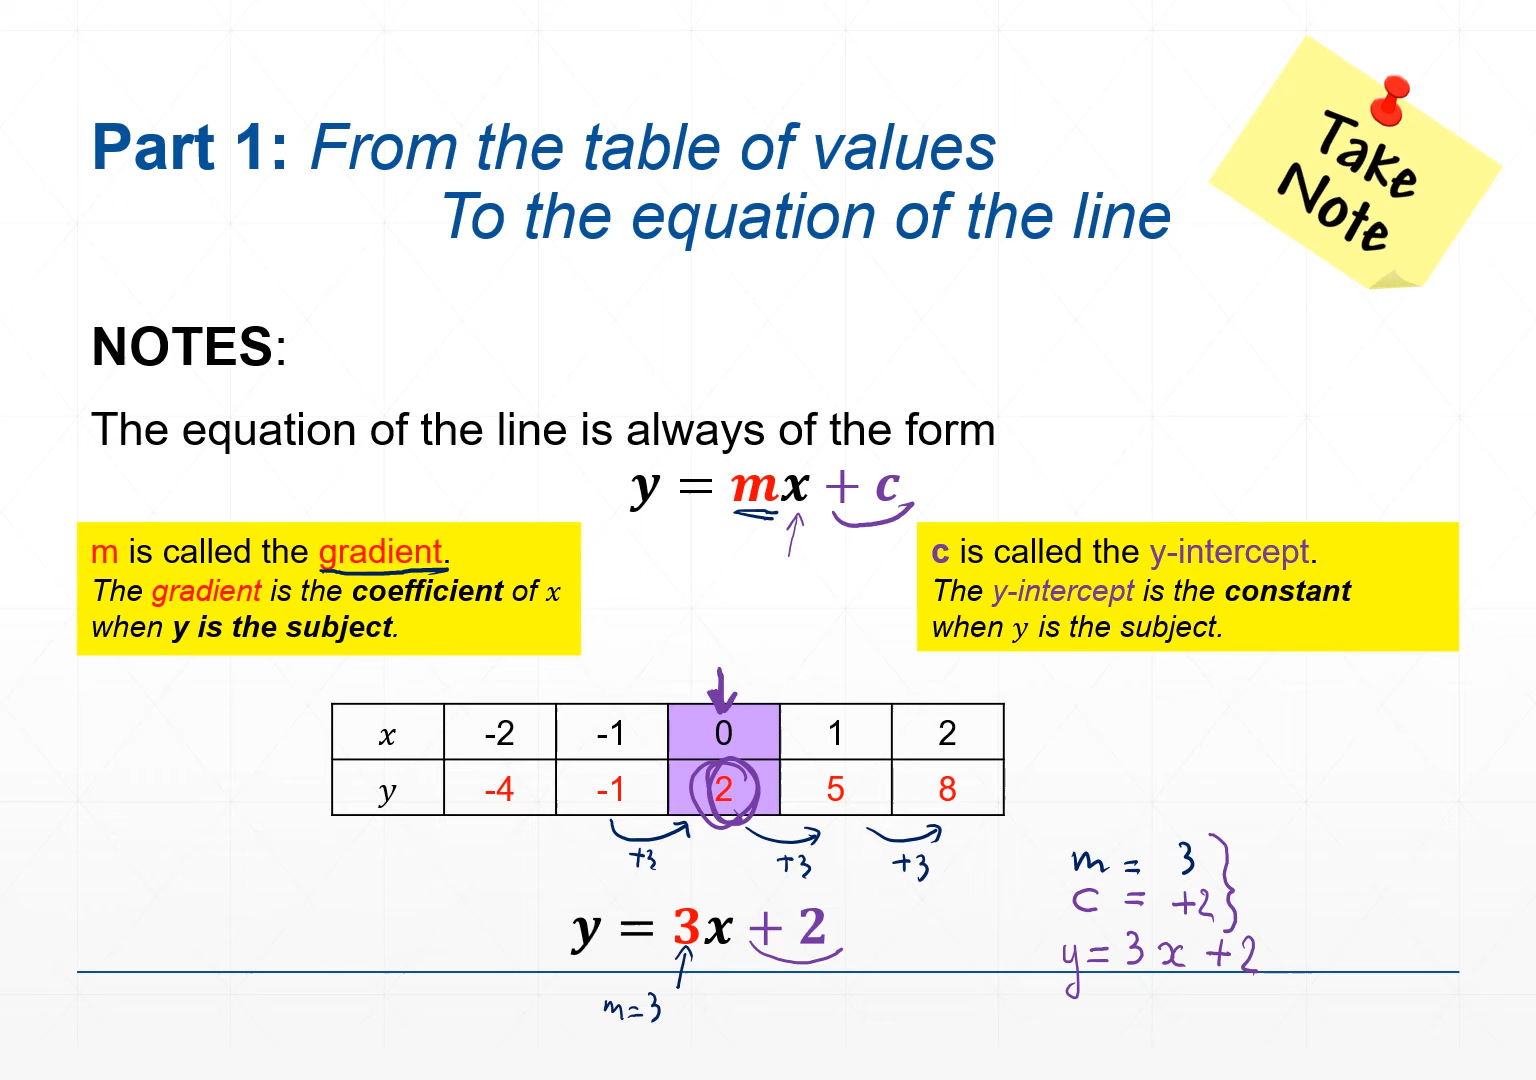 Part 1: From the table of values
To the equation of the line
Take
Note
NOTES:
The equation of the line is always of the form
y = mx + c
m is called the gradient.
The gradient is the coefficient of x
when y is the subject.
c is called the y-intercept.
The y-intercept is the constant
when y is the subject.
x -2 -1 0 1 2
y -4 -1 2 5 8
+3 +3 +3
m = 3
c = +2
y = 3x + 2
y = 3x + 2
m = 3